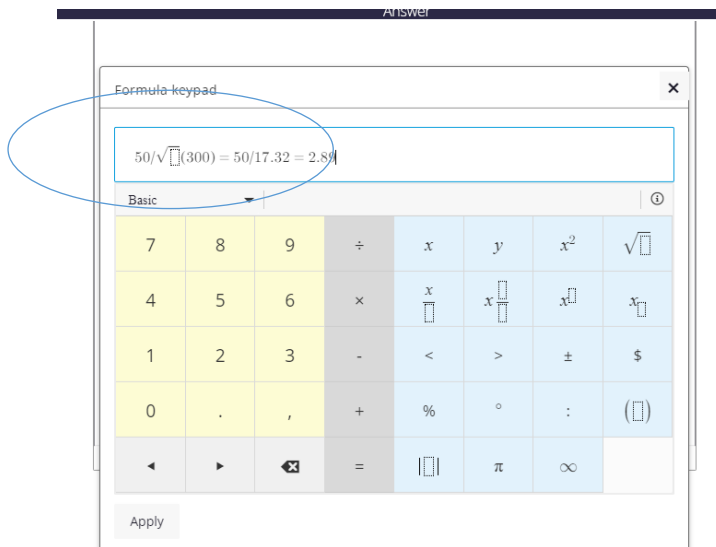 Answer
Formula keypad ×
50/√▯(300) = 50/17.32 = 2.89
Basic
7 8 9 ÷ x y x² √▯
4 5 6 × x/▯ x▯/▯ x^▯ x_▯
1 2 3 - < > ± $
0 . , + % ° : (▯)
◄ ► ⌫ = |▯| π ∞
Apply